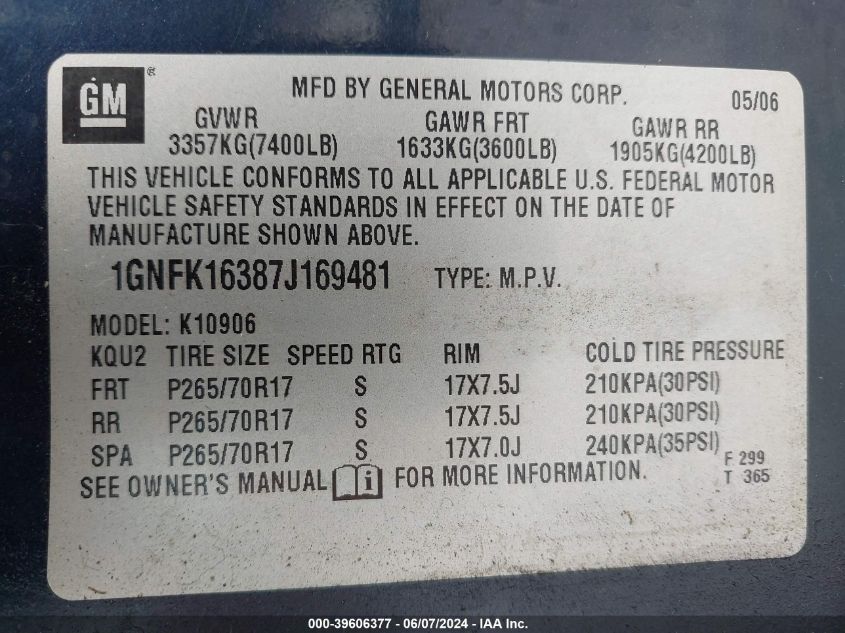 GM ®
MFD BY GENERAL MOTORS CORP. 05/06
GVWR GAWR FRT GAWR RR
3357KG(7400LB) 1633KG(3600LB) 1905KG(4200LB)
THIS VEHICLE CONFORMS TO ALL APPLICABLE U.S. FEDERAL MOTOR
VEHICLE SAFETY STANDARDS IN EFFECT ON THE DATE OF
MANUFACTURE SHOWN ABOVE.
1GNFK16387J169481 TYPE: M.P.V.
MODEL: K10906
KQU2 TIRE SIZE SPEED RTG RIM COLD TIRE PRESSURE
FRT P265/70R17 S 17X7.5J 210KPA(30PSI)
RR P265/70R17 S 17X7.5J 210KPA(30PSI)
SPA P265/70R17 S 17X7.0J 240KPA(35PSI)
F 299
SEE OWNER'S MANUAL i FOR MORE INFORMATION.
T 365
000-39606377 - 06/07/2024 - IAA Inc.